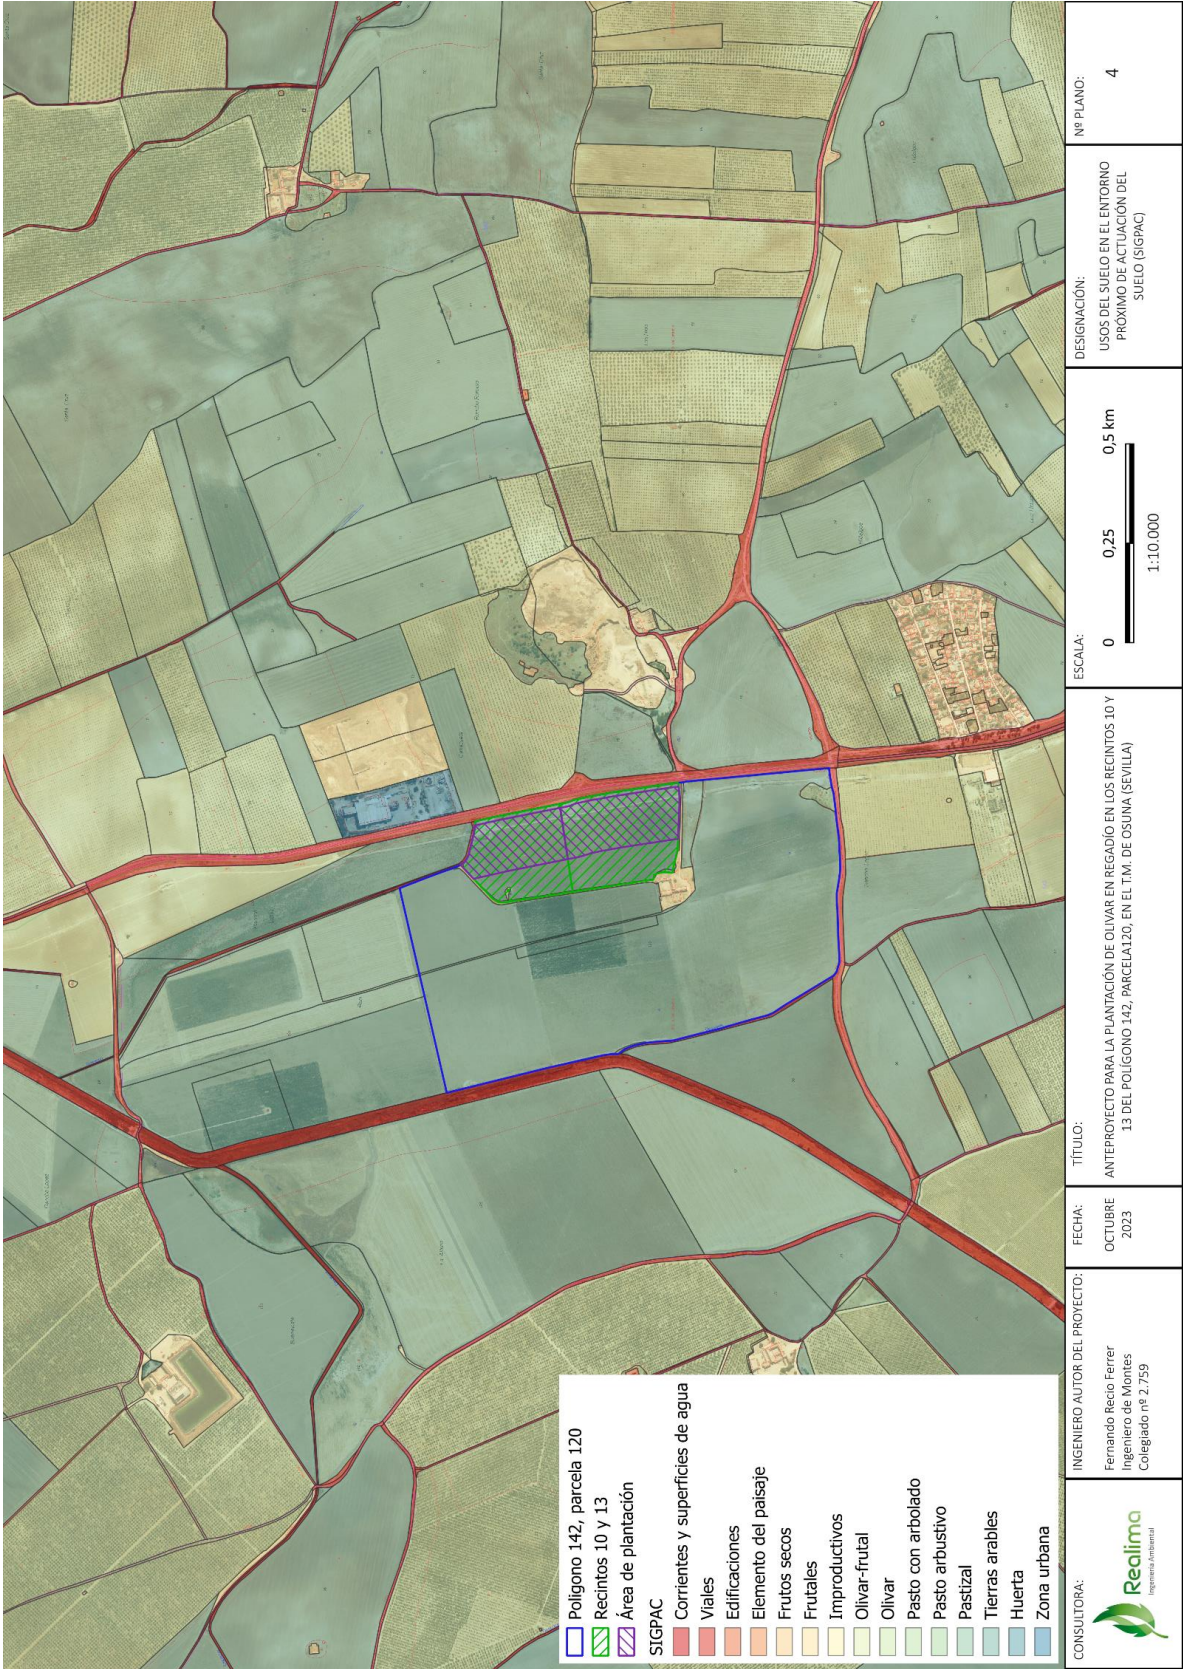 Poligono 142, parcela 120
Recintos 10 y 13
Área de plantación
SIGPAC
Corrientes y superficies de agua
Viales
Edificaciones
Elemento del paisaje
Frutos secos
Frutales
Improductivos
Olivar-frutal
Olivar
Pasto con arbolado
Pasto arbustivo
Pastizal
Tierras arables
Huerta
Zona urbana
CONSULTORA:
Realima
Ingeniería Ambiental
INGENIERO AUTOR DEL PROYECTO:
Fernando Recio Ferrer
Ingeniero de Montes
Colegiado nº 2.759
FECHA:
OCTUBRE
2023
TÍTULO:
ANTEPROYECTO PARA LA PLANTACIÓN DE OLIVAR EN REGADÍO EN LOS RECINTOS 10 Y
13 DEL POLÍGONO 142, PARCELA120, EN EL T.M. DE OSUNA (SEVILLA)
ESCALA:
0 0,25 0,5 km
1:10.000
DESIGNACIÓN:
USOS DEL SUELO EN EL ENTORNO
PRÓXIMO DE ACTUACIÓN DEL
SUELO (SIGPAC)
Nº PLANO:
4